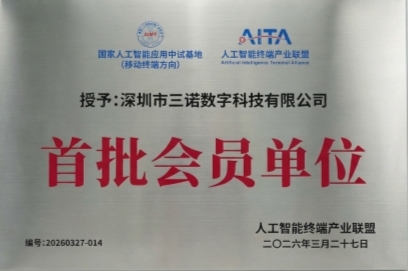 国家人工智能应用中试基地
(移动终端方向)
AITA
人工智能终端产业联盟
Artificial Intelligence Terminal Alliance
授予:深圳市三诺数字科技有限公司
首批会员单位
人工智能终端产业联盟
二〇二六年三月二十七日
编号:20260327-014